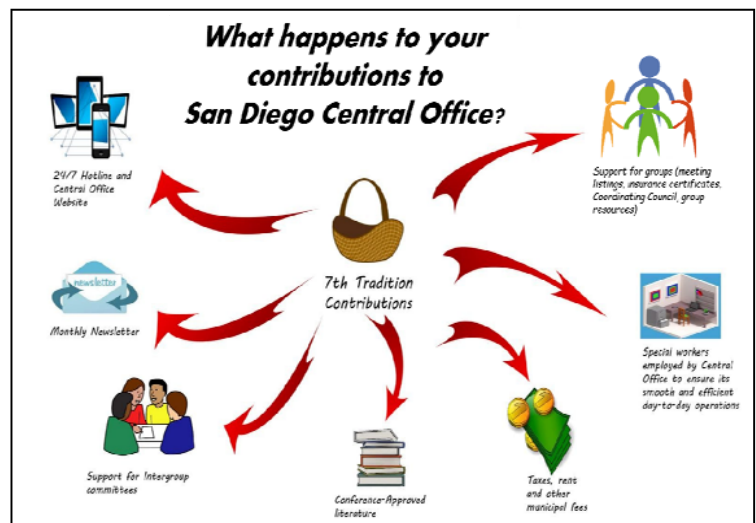 What happens to your
contributions to
San Diego Central Office?
24/7 Hotline and
Central Office
Website
Support for groups (meeting
listings, insurance certificates,
Coordinating Council, group
resources)
7th Tradition
Contributions
newsletter
Monthly Newsletter
Special workers
employed by Central
Office to ensure its
smooth and efficient
day-to-day operations
Support for Intergroup
committees
Conference-Approved
literature
Taxes, rent
and other
municipal fees